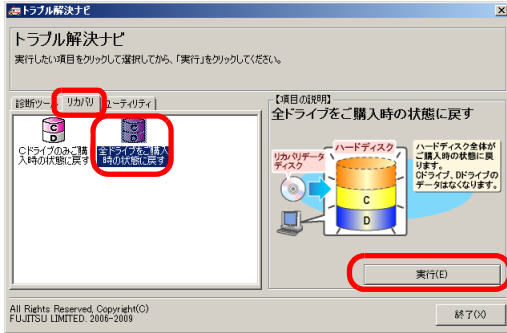 トラブル解決ナビ
トラブル解決ナビ
実行したい項目をクリックして選択してから、「実行」をクリックしてください。
診断ツール リカバリ ユーティリティ
Cドライブのみご購
入時の状態に戻す
全ドライブをご購入
時の状態に戻す
【項目の説明】
全ドライブをご購入時の状態に戻す
リカバリデータ
ディスク
ハードディスク
C
D
ハードディスク全体が
ご購入時の状態に戻
ります。
Cドライブ、Dドライブの
データはなくなります。
実行(E)
All Rights Reserved, Copyright(C)
FUJITSU LIMITED. 2006-2009
終了(X)